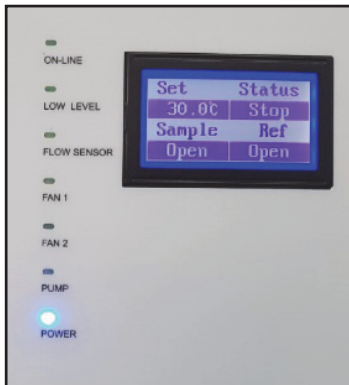 ON-LINE
LOW LEVEL
FLOW SENSOR
FAN 1
FAN 2
PUMP
POWER
Set Status
30.0℃ Stop
Sample Ref
Open Open